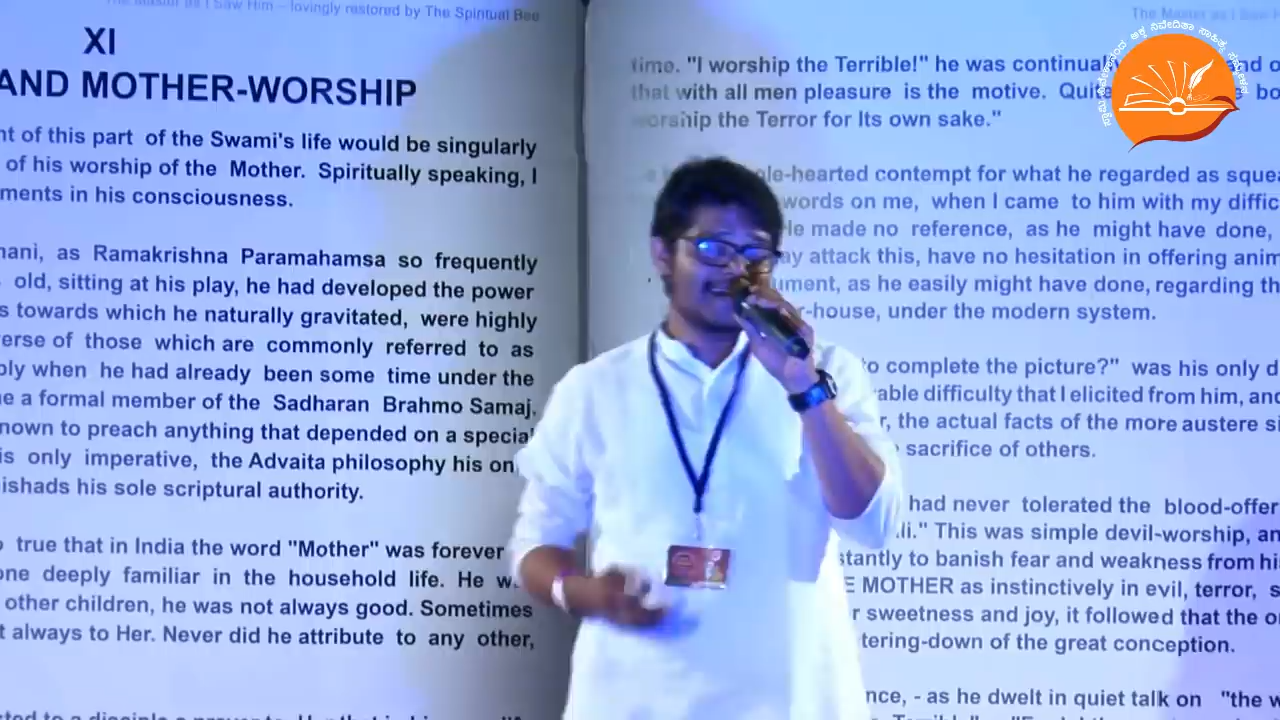 The Master as I Saw Him – lovingly restored by The Spiritual Bee
XI
AND MOTHER-WORSHIP
nt of this part of the Swami's life would be singularly
of his worship of the Mother. Spiritually speaking, I
ments in his consciousness.
mani, as Ramakrishna Paramahamsa so frequently
old, sitting at his play, he had developed the power
s towards which he naturally gravitated, were highly
erse of those which are commonly referred to as
bly when he had already been some time under the
e a formal member of the Sadharan Brahmo Samaj.
nown to preach anything that depended on a special
is only imperative, the Advaita philosophy his on
ishads his sole scriptural authority.
true that in India the word "Mother" was forever
one deeply familiar in the household life. He w
other children, he was not always good. Sometimes
t always to Her. Never did he attribute to any other,
The Master as I Saw H
time. "I worship the Terrible!" he was continual nd o
that with all men pleasure is the motive. Quite bo
worship the Terror for Its own sake."
ole-hearted contempt for what he regarded as squea
words on me, when I came to him with my diffic
He made no reference, as he might have done,
ay attack this, have no hesitation in offering anim
ument, as he easily might have done, regarding th
r-house, under the modern system.
to complete the picture?" was his only d
able difficulty that I elicited from him, and
r, the actual facts of the more austere si
sacrifice of others.
had never tolerated the blood-offer
li." This was simple devil-worship, an
stantly to banish fear and weakness from hi
E MOTHER as instinctively in evil, terror, s
r sweetness and joy, it followed that the o
tering-down of the great conception.
nce, - as he dwelt in quiet talk on "the w
ಸ್ವಾಮಿ ವಿವೇಕಾನಂದ ಅಕ್ಕ ನಿವೇದಿತಾ ಸಾಹಿತ್ಯ ಸಮ್ಮೇಳನ